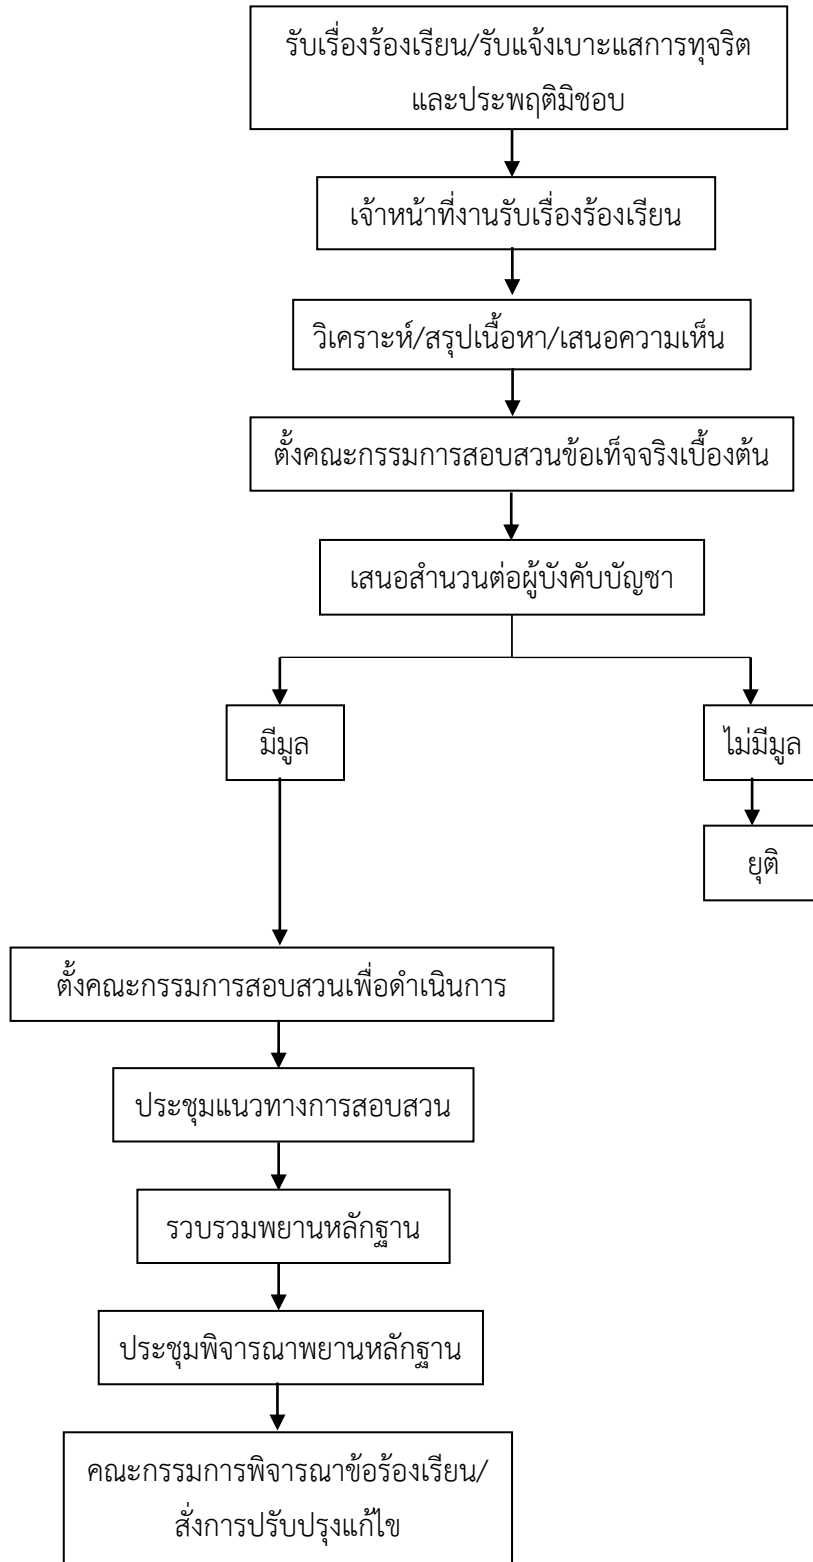 รับเรื่องร้องเรียน/รับแจ้งเบาะแสการทุจริต
และประพฤติมิชอบ
เจ้าหน้าที่งานรับเรื่องร้องเรียน
วิเคราะห์/สรุปเนื้อหา/เสนอความเห็น
ตั้งคณะกรรมการสอบสวนข้อเท็จจริงเบื้องต้น
เสนอสำนวนต่อผู้บังคับบัญชา
มีมูล
ไม่มีมูล
ยุติ
ตั้งคณะกรรมการสอบสวนเพื่อดำเนินการ
ประชุมแนวทางการสอบสวน
รวบรวมพยานหลักฐาน
ประชุมพิจารณาพยานหลักฐาน
คณะกรรมการพิจารณาข้อร้องเรียน/
สั่งการปรับปรุงแก้ไข